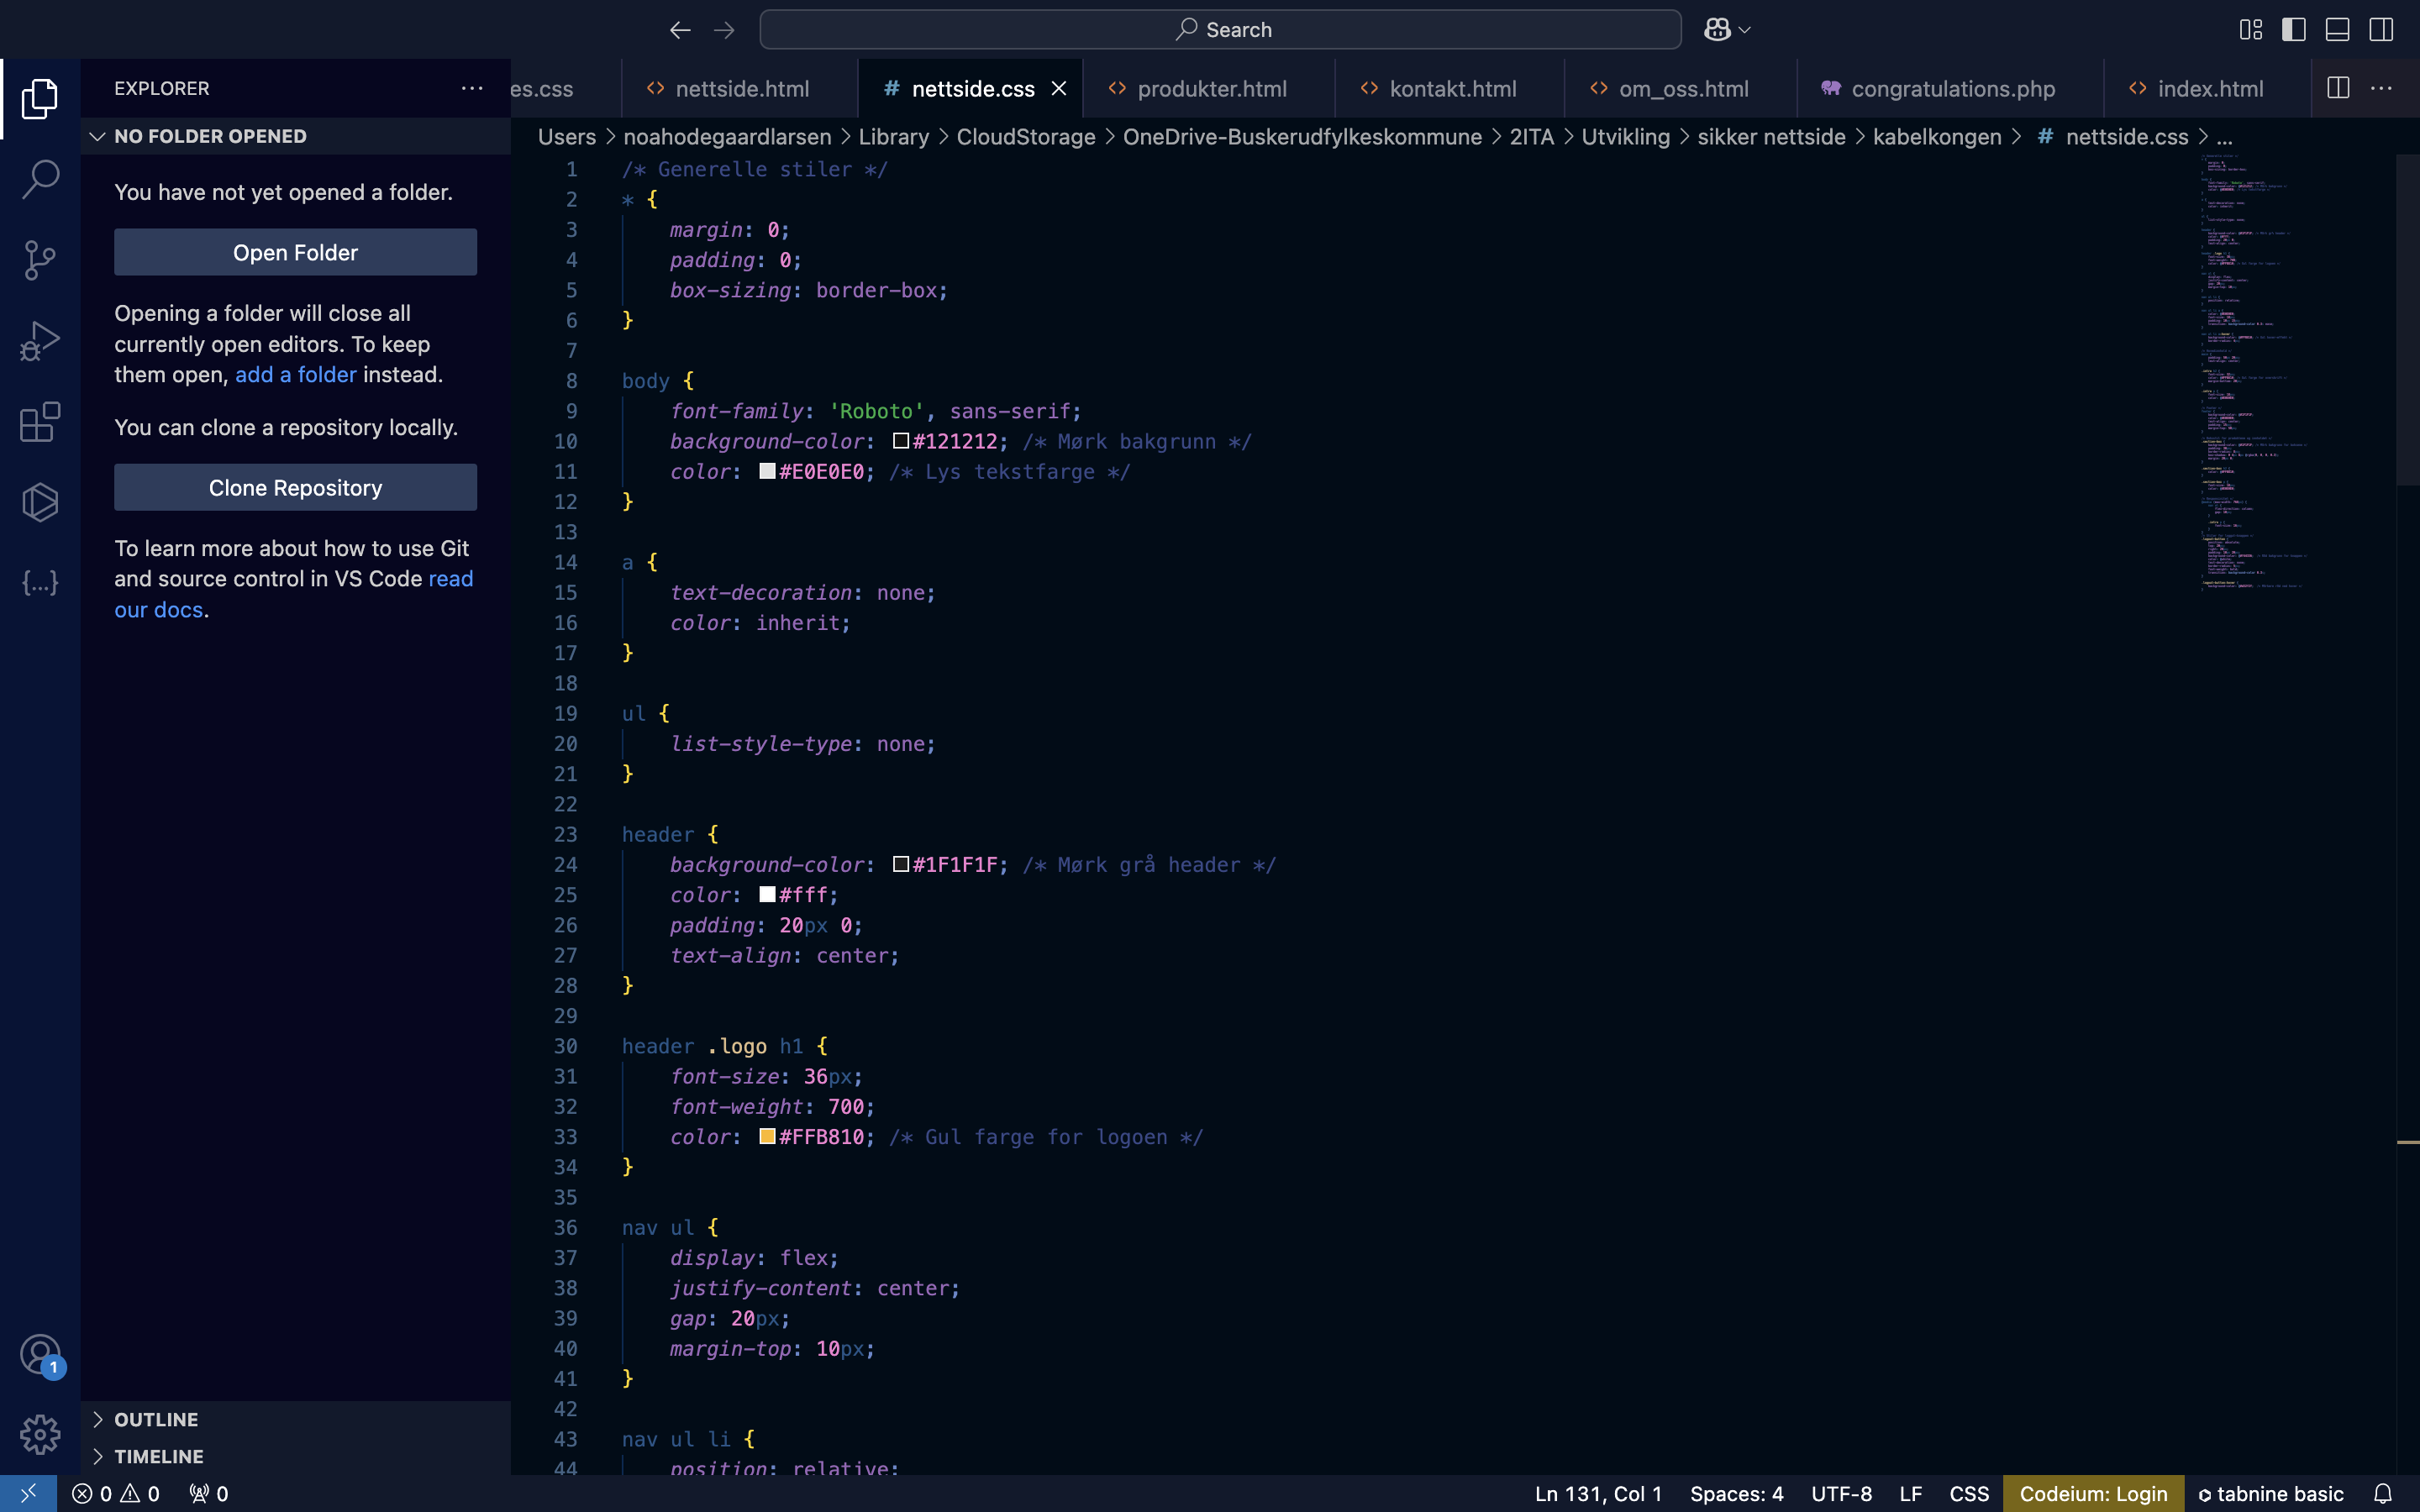 Search
EXPLORER
NO FOLDER OPENED
You have not yet opened a folder.
Open Folder
Opening a folder will close all
currently open editors. To keep
them open, add a folder instead.
You can clone a repository locally.
Clone Repository
To learn more about how to use Git
and source control in VS Code read
our docs.
OUTLINE
TIMELINE
es.css
nettside.html
# nettside.css
produkter.html
kontakt.html
om_oss.html
congratulations.php
index.html
Users > noahodegaardlarsen > Library > CloudStorage > OneDrive-Buskerudfylkeskommune > 2ITA > Utvikling > sikker nettside > kabelkongen > # nettside.css > ...
1 /* Generelle stiler */
2 * {
3 margin: 0;
4 padding: 0;
5 box-sizing: border-box;
6 }
7
8 body {
9 font-family: 'Roboto', sans-serif;
10 background-color: #121212; /* Mørk bakgrunn */
11 color: #E0E0E0; /* Lys tekstfarge */
12 }
13
14 a {
15 text-decoration: none;
16 color: inherit;
17 }
18
19 ul {
20 list-style-type: none;
21 }
22
23 header {
24 background-color: #1F1F1F; /* Mørk grå header */
25 color: #fff;
26 padding: 20px 0;
27 text-align: center;
28 }
29
30 header .logo h1 {
31 font-size: 36px;
32 font-weight: 700;
33 color: #FFB810; /* Gul farge for logoen */
34 }
35
36 nav ul {
37 display: flex;
38 justify-content: center;
39 gap: 20px;
40 margin-top: 10px;
41 }
42
43 nav ul li {
44 position: relative;
1
0 0 0
Ln 131, Col 1 Spaces: 4 UTF-8 LF CSS Codeium: Login tabnine basic